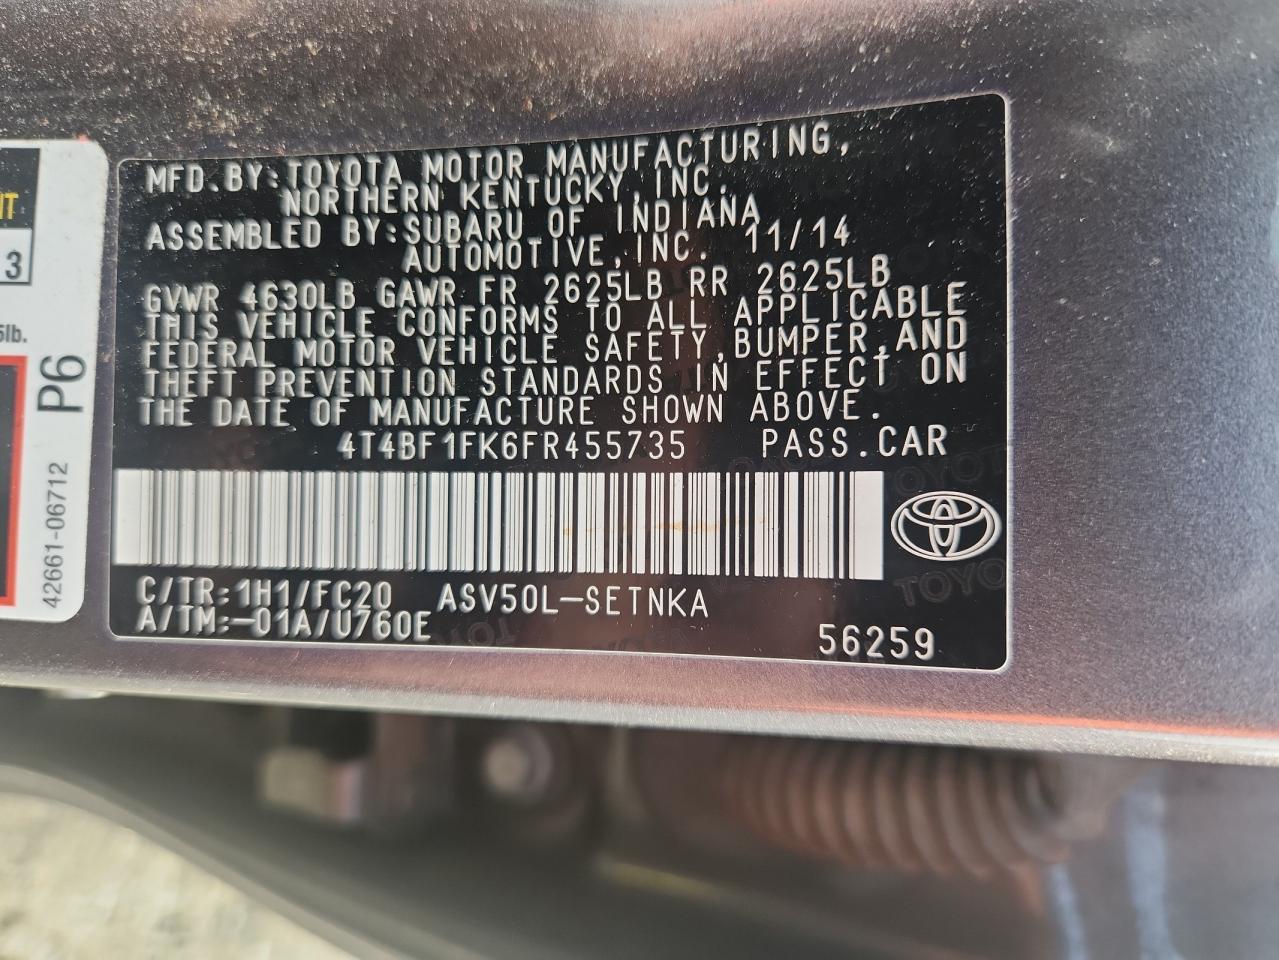 MFD.BY:TOYOTA MOTOR MANUFACTURING,
NORTHERN KENTUCKY,INC.
ASSEMBLED BY:SUBARU OF INDIANA
AUTOMOTIVE,INC. 11/14
GVWR 4630LB GAWR FR 2625LB RR 2625LB
THIS VEHICLE CONFORMS TO ALL APPLICABLE
FEDERAL MOTOR VEHICLE SAFETY,BUMPER,AND
THEFT PREVENTION STANDARDS IN EFFECT ON
THE DATE OF MANUFACTURE SHOWN ABOVE.
4T4BF1FK6FR455735 PASS.CAR
C/TR:1H1/FC20 ASV50L-SETNKA
A/TM:-01A/U760E
56259
3
lb.
P6
42661-06712